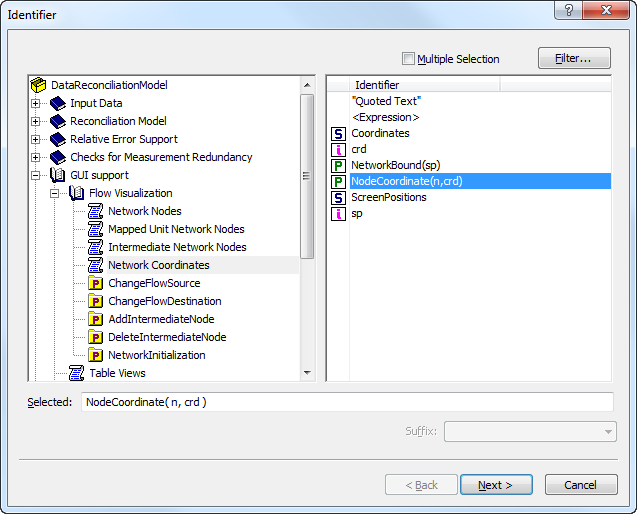 Identifier
Multiple Selection
Filter...
DataReconciliationModel
Input Data
Reconciliation Model
Relative Error Support
Checks for Measurement Redundancy
GUI support
Flow Visualization
Network Nodes
Mapped Unit Network Nodes
Intermediate Network Nodes
Network Coordinates
P ChangeFlowSource
P ChangeFlowDestination
P AddIntermediateNode
P DeleteIntermediateNode
P NetworkInitialization
Table Views
Identifier
"Quoted Text"
<Expression>
S Coordinates
i crd
P NetworkBound(sp)
P NodeCoordinate(n,crd)
S ScreenPositions
i sp
Selected: NodeCoordinate( n, crd )
Suffix:
< Back Next > Cancel